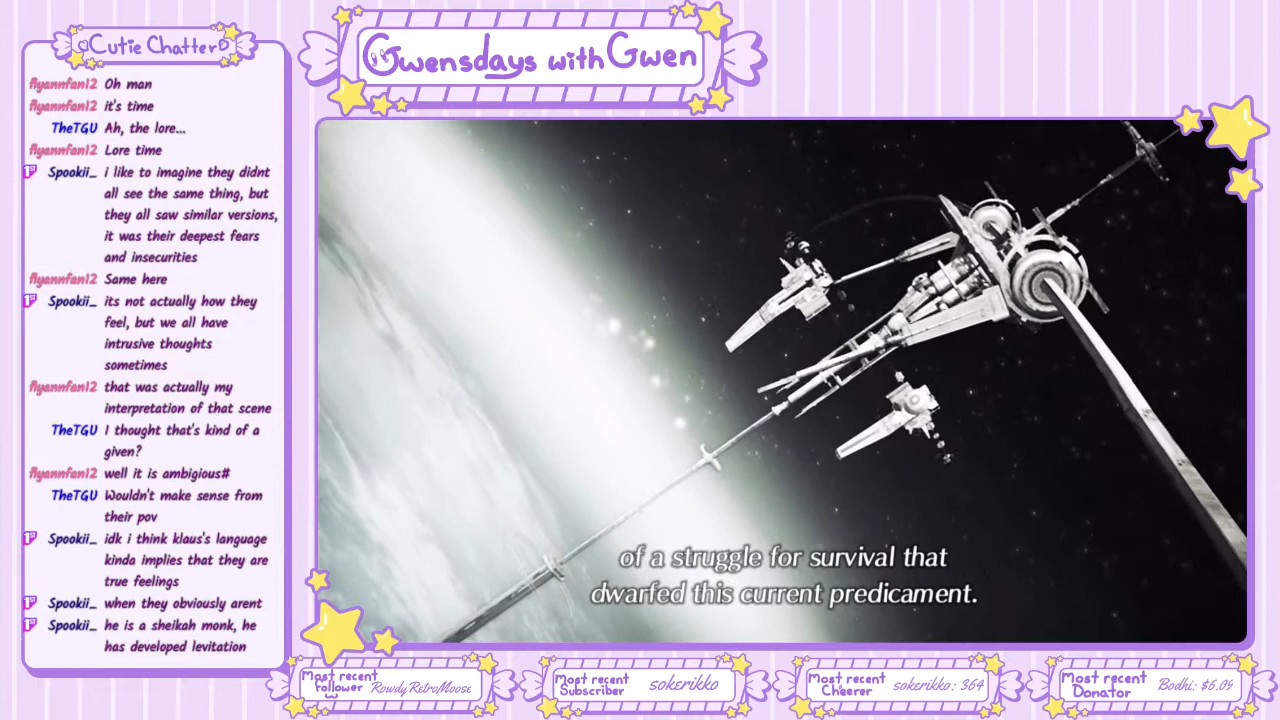 Cutie Chatter
Gwensdays with Gwen
flyannfan12 Oh man
flyannfan12 it's time
TheTGU Ah, the lore...
flyannfan12 Lore time
Spookii_ i like to imagine they didnt
all see the same thing, but
they all saw similar versions,
it was their deepest fears
and insecurities
flyannfan12 Same here
Spookii_ its not actually how they
feel, but we all have
intrusive thoughts
sometimes
flyannfan12 that was actually my
interpretation of that scene
TheTGU I thought that's kind of a
given?
flyannfan12 well it is ambigious#
TheTGU Wouldn't make sense from
their pov
Spookii_ idk i think klaus's language
kinda implies that they are
true feelings
Spookii_ when they obviously arent
Spookii_ he is a sheikah monk, he
has developed levitation
of a struggle for survival that
dwarfed this current predicament.
Most recent
follower RowdyRetroMoose
Most recent
Subscriber sokerikko
Most recent
Cheerer sokerikko: 364
Most recent
Donator Bodhi: $6.09